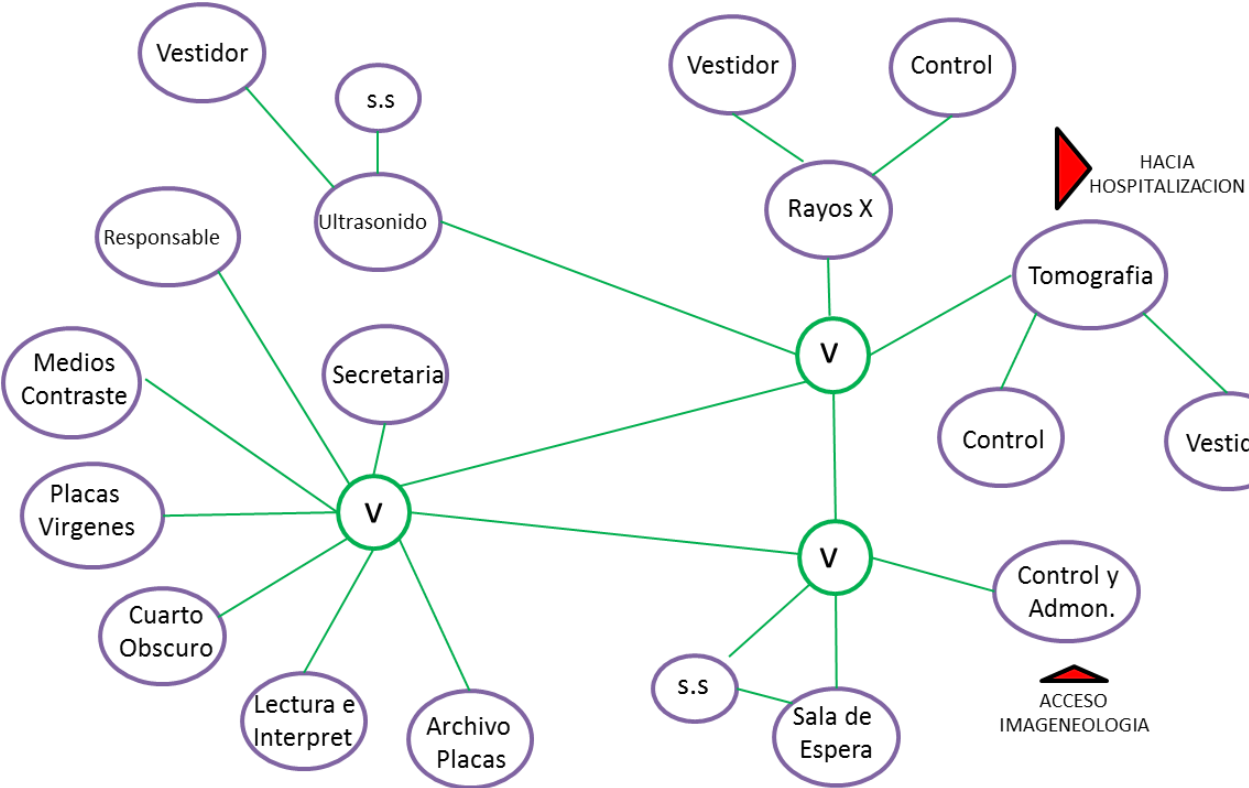 Vestidor
s.s
Vestidor
Control
HACIA
HOSPITALIZACION
Rayos X
Ultrasonido
Responsable
Tomografia
V
Medios
Contraste
Secretaria
Control
Placas
Virgenes
V
V
Control y
Admon.
Cuarto
Obscuro
s.s
Lectura e
Interpret
Archivo
Placas
Sala de
Espera
ACCESO
IMAGENEOLOGIA